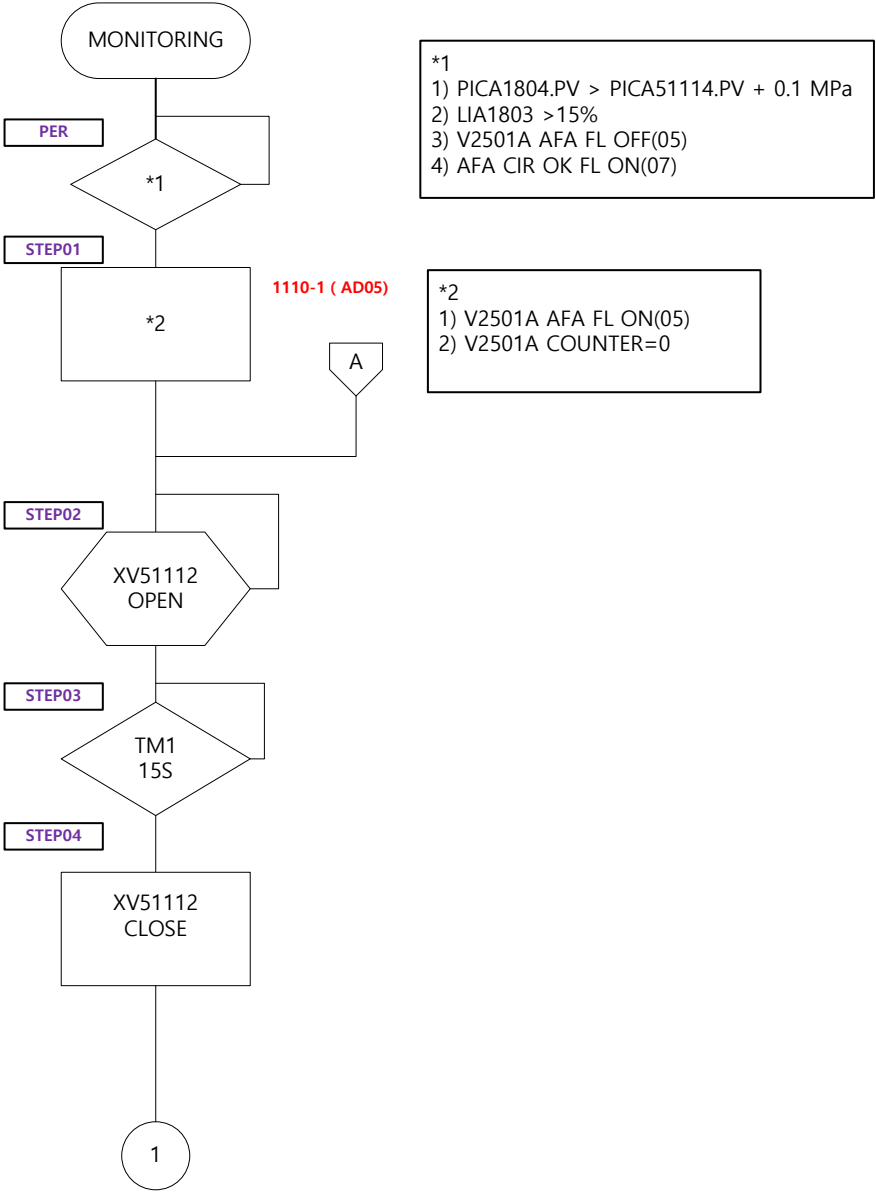 MONITORING
*1
1) PICA1804.PV > PICA51114.PV + 0.1 MPa
2) LIA1803 >15%
3) V2501A AFA FL OFF(05)
4) AFA CIR OK FL ON(07)
PER
*1
STEP01
*2
1110-1 ( AD05)
*2
1) V2501A AFA FL ON(05)
2) V2501A COUNTER=0
A
STEP02
XV51112
OPEN
STEP03
TM1
15S
STEP04
XV51112
CLOSE
1